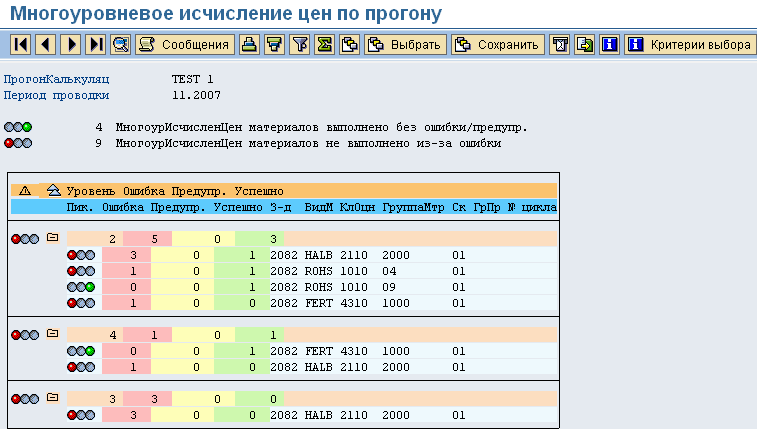 Многоуровневое исчисление цен по прогону
Сообщения Выбрать Сохранить Критерии выбора
ПрогонКалькуляц TEST 1
Период проводки 11.2007
4 МногоурИсчисленЦен материалов выполнено без ошибки/предупр.
9 МногоурИсчисленЦен материалов не выполнено из-за ошибки
Уровень Ошибка Предупр. Успешно
Пик. Ошибка Предупр. Успешно З-д ВидМ КлОцн ГруппаМтр Ск ГрПр № цикла
2 5 0 3
3 0 1 2082 HALB 2110 2000 01
1 0 1 2082 ROHS 1010 04 01
0 0 1 2082 ROHS 1010 09 01
1 0 0 2082 FERT 4310 1000 01
4 1 0 1
0 0 1 2082 FERT 4310 1000 01
1 0 0 2082 HALB 2110 2000 01
3 3 0 0
3 0 0 2082 HALB 2110 2000 01